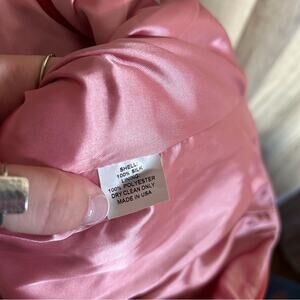 SHELL:
100% SILK
LINING:
100% POLYESTER
DRY CLEAN ONLY
MADE IN USA